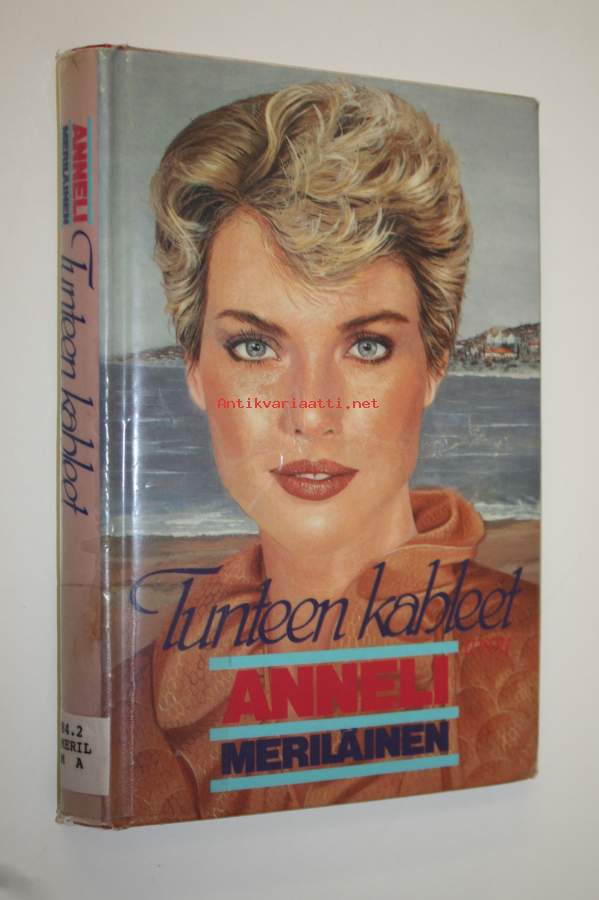 ANNELI
MERILÄINEN
Tunteen kahleet
84.2
MERIL
A
Antikvariaatti.net
Tunteen kahleet
ANNELI
MERILÄINEN